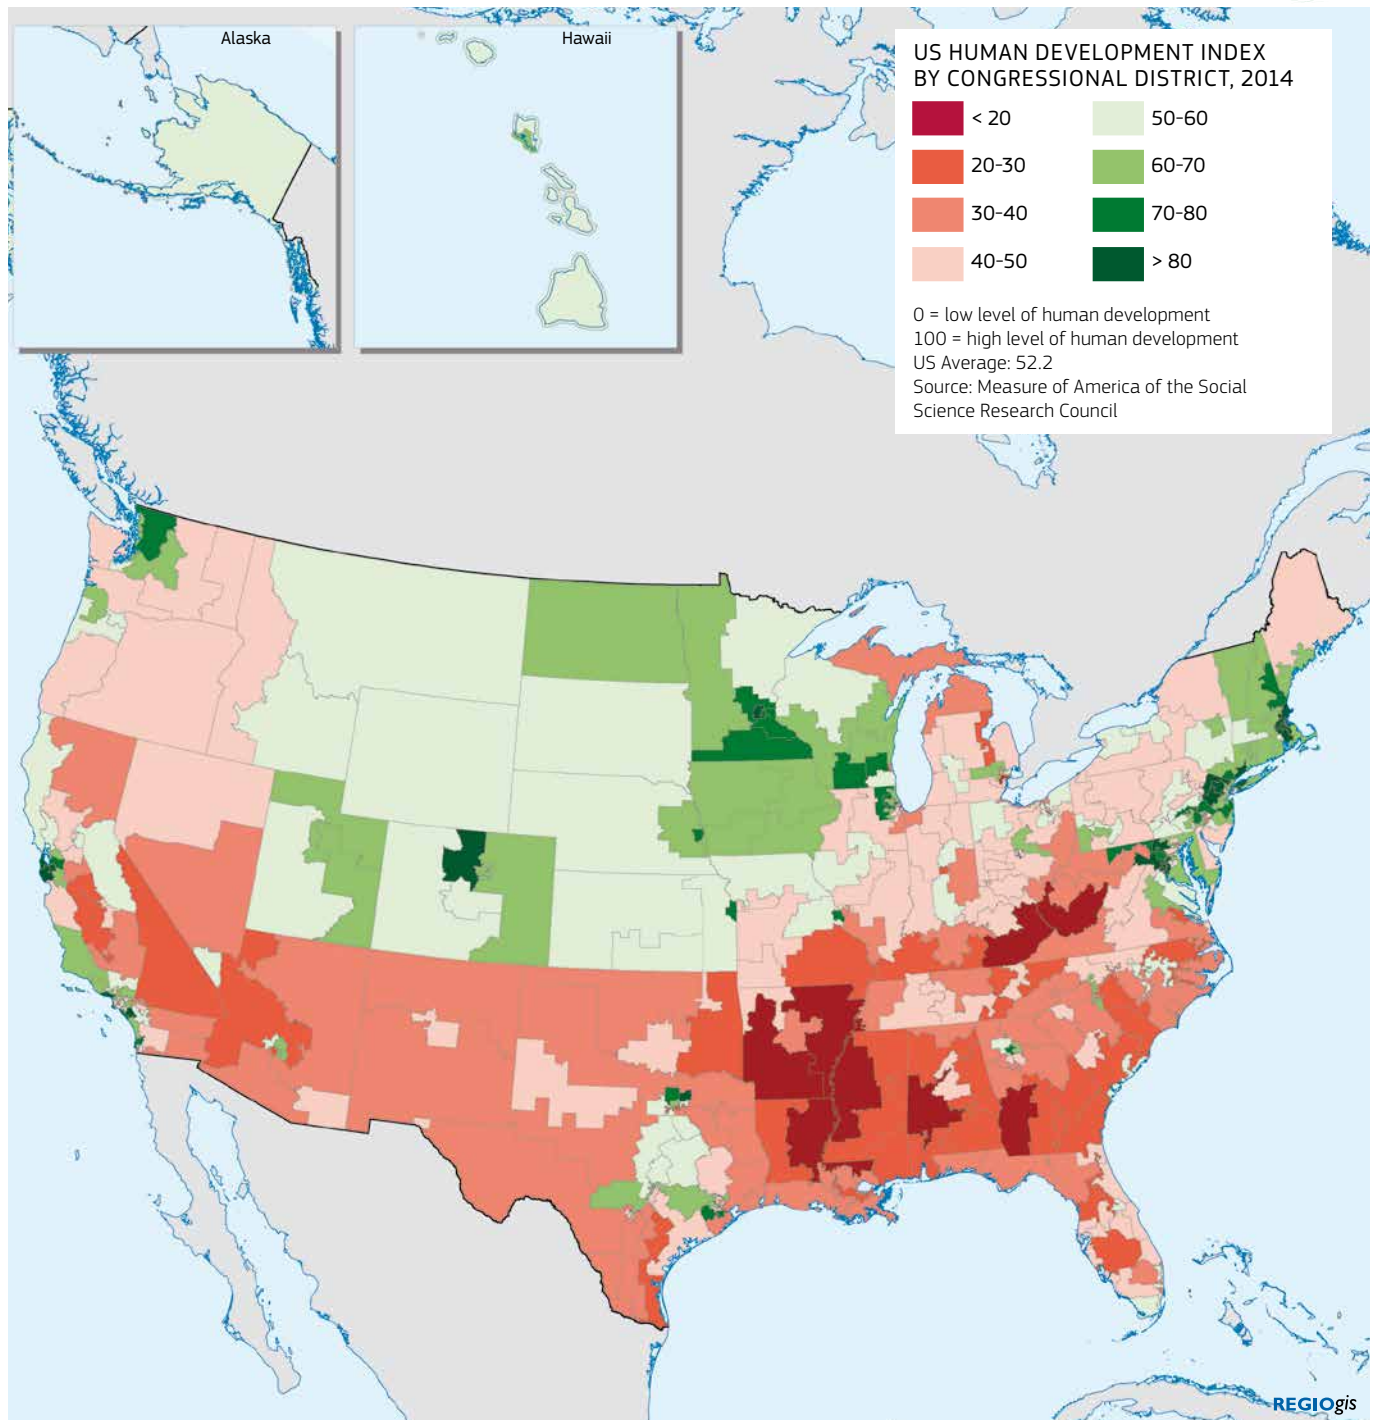 Alaska
Hawaii
US HUMAN DEVELOPMENT INDEX
BY CONGRESSIONAL DISTRICT, 2014
< 20
50-60
20-30
60-70
30-40
70-80
40-50
> 80
0 = low level of human development
100 = high level of human development
US Average: 52.2
Source: Measure of America of the Social
Science Research Council
REGIOgis